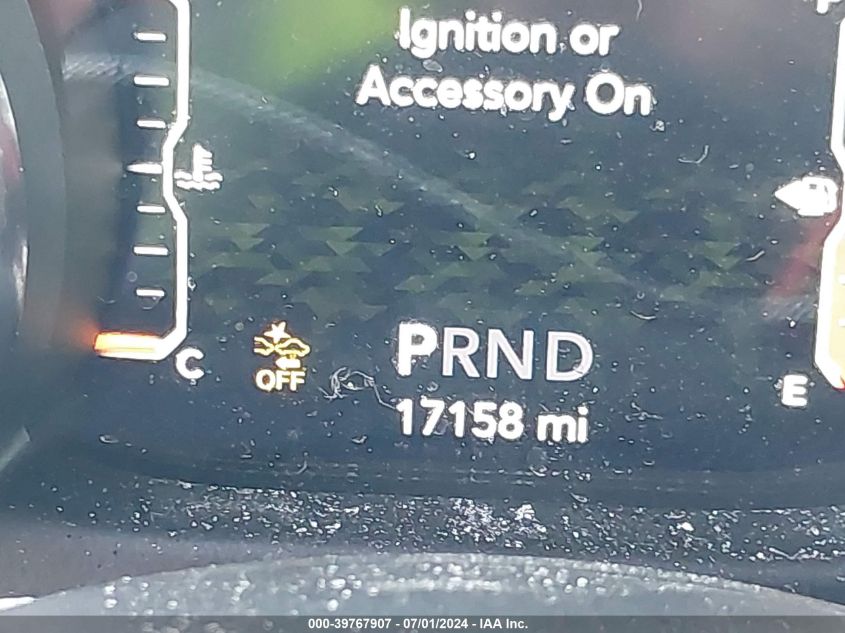 Ignition or
Accessory On
C
OFF
PRND
17158 mi
E
000-39767907 - 07/01/2024 - IAA Inc.